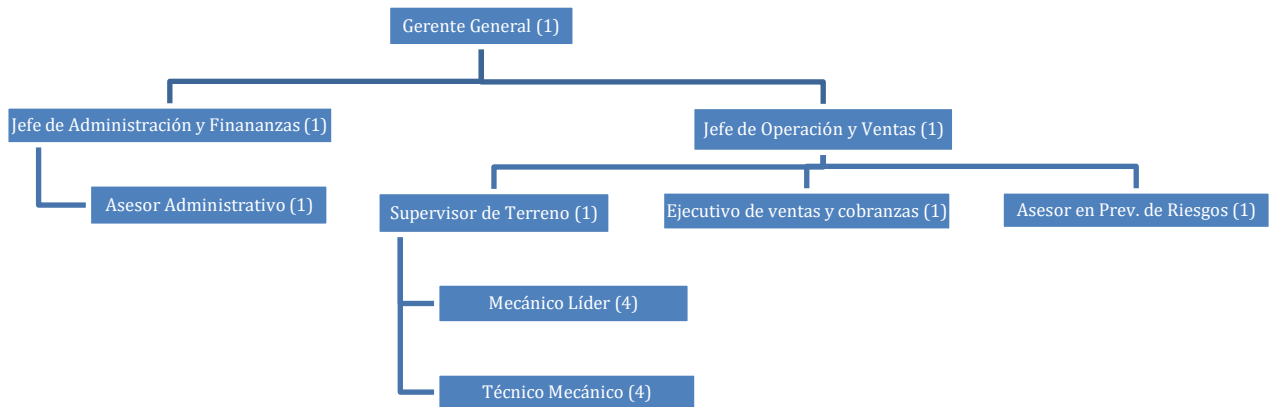 Gerente General (1)
Jefe de Administración y Finananzas (1)
Jefe de Operación y Ventas (1)
Asesor Administrativo (1)
Supervisor de Terreno (1)
Ejecutivo de ventas y cobranzas (1)
Asesor en Prev. de Riesgos (1)
Mecánico Líder (4)
Técnico Mecánico (4)